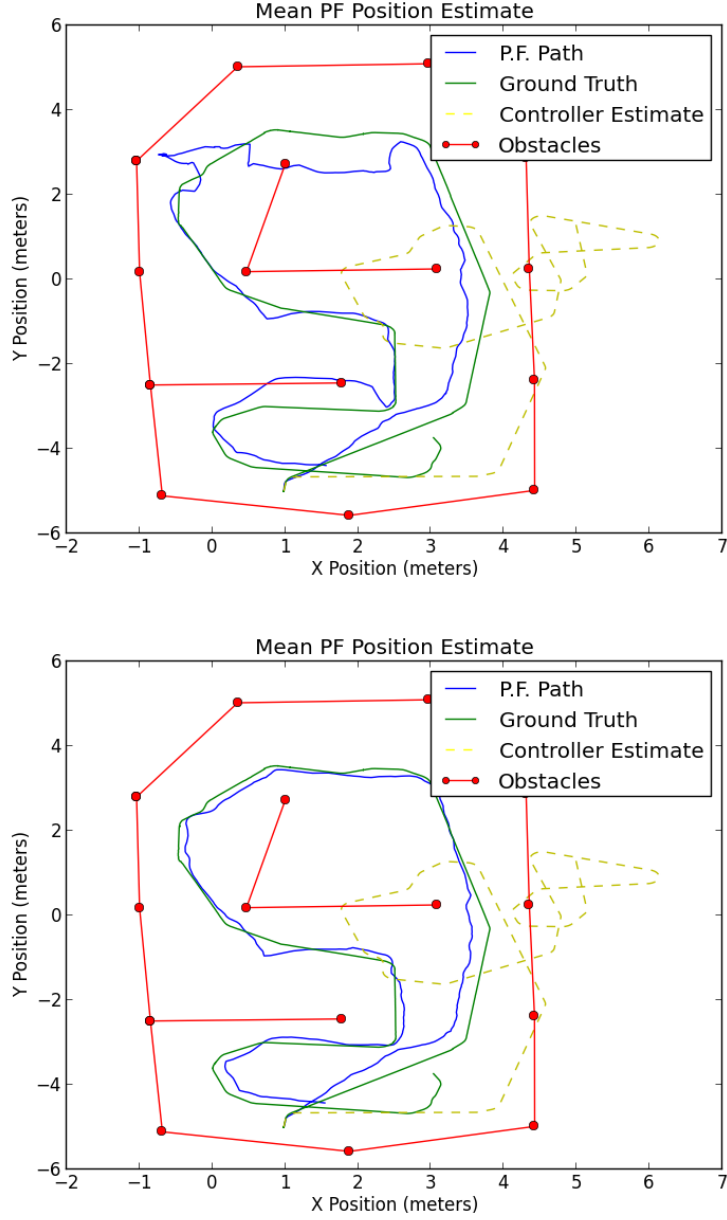 Mean PF Position Estimate
P.F. Path
Ground Truth
Controller Estimate
Obstacles
Y Position (meters)
6
4
2
0
−2
−4
−6
−2 −1 0 1 2 3 4 5 6 7
X Position (meters)
Mean PF Position Estimate
P.F. Path
Ground Truth
Controller Estimate
Obstacles
Y Position (meters)
6
4
2
0
−2
−4
−6
−2 −1 0 1 2 3 4 5 6 7
X Position (meters)